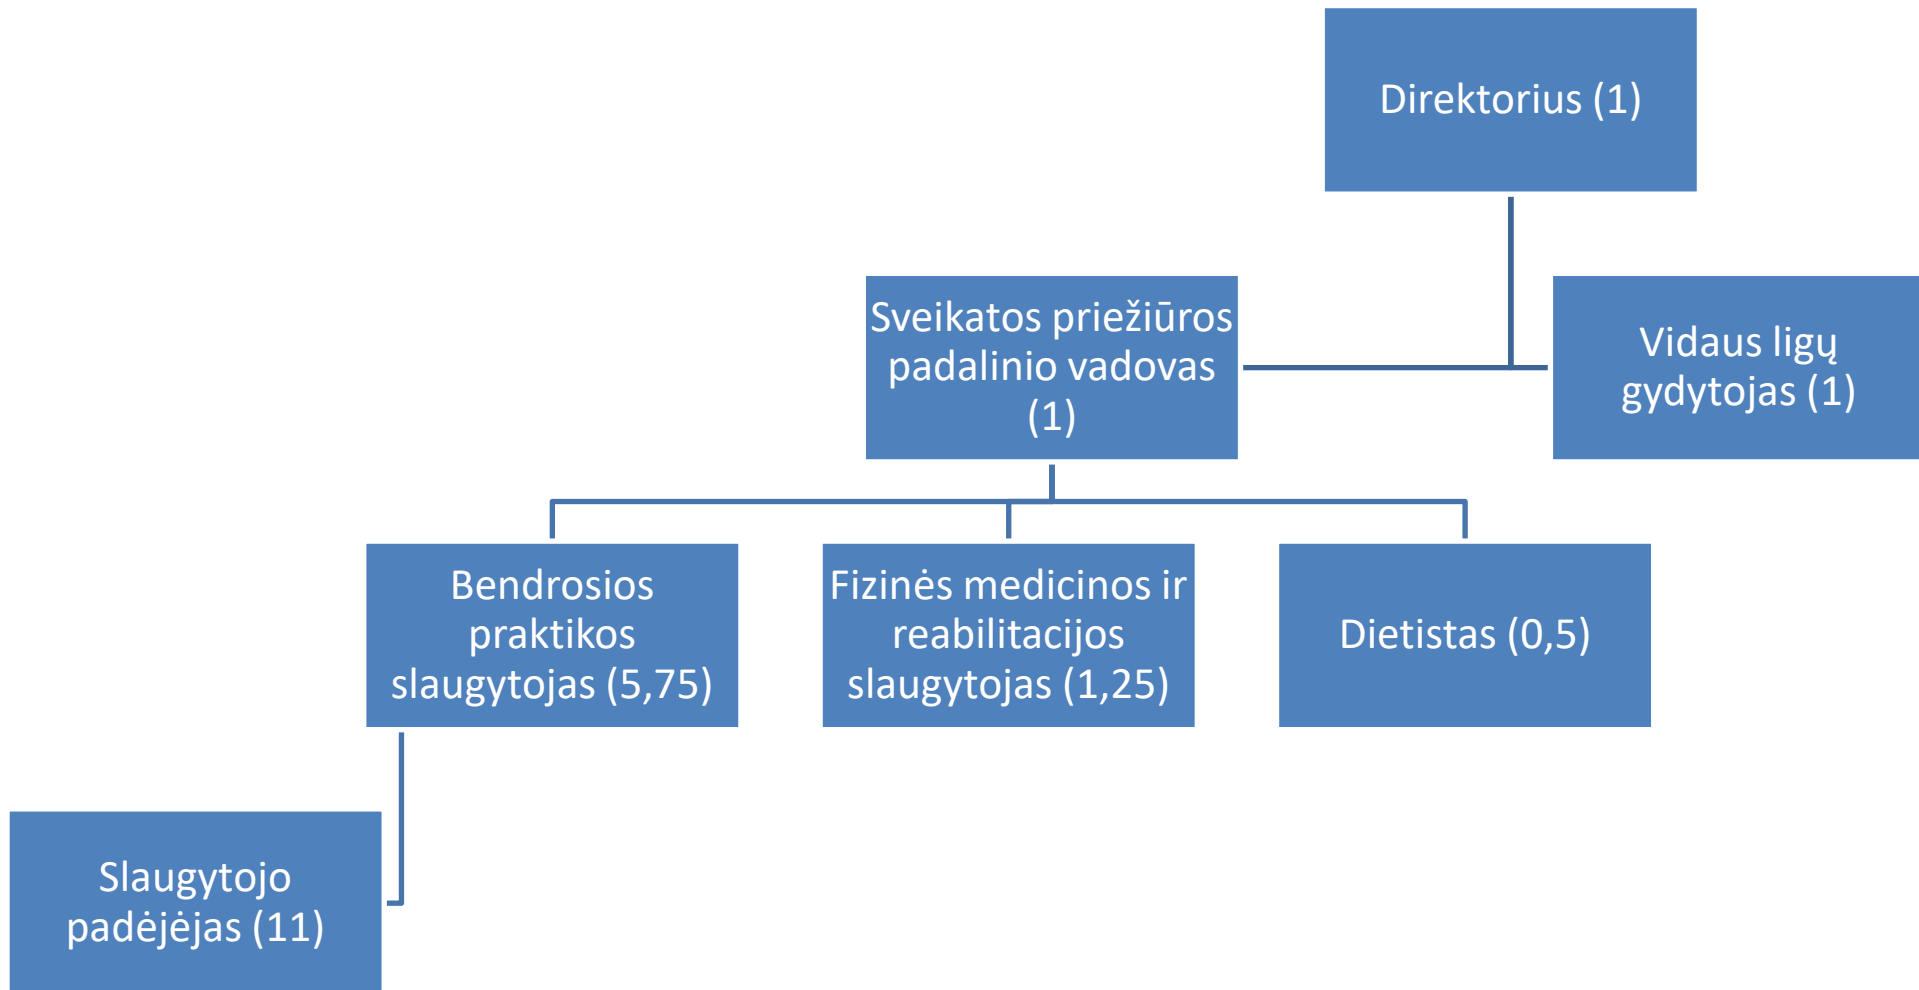 Direktorius (1)
Sveikatos priežiūros
padalinio vadovas
(1)
Vidaus ligų
gydytojas (1)
Bendrosios
praktikos
slaugytojas (5,75)
Fizinės medicinos ir
reabilitacijos
slaugytojas (1,25)
Dietistas (0,5)
Slaugytojo
padėjėjas (11)